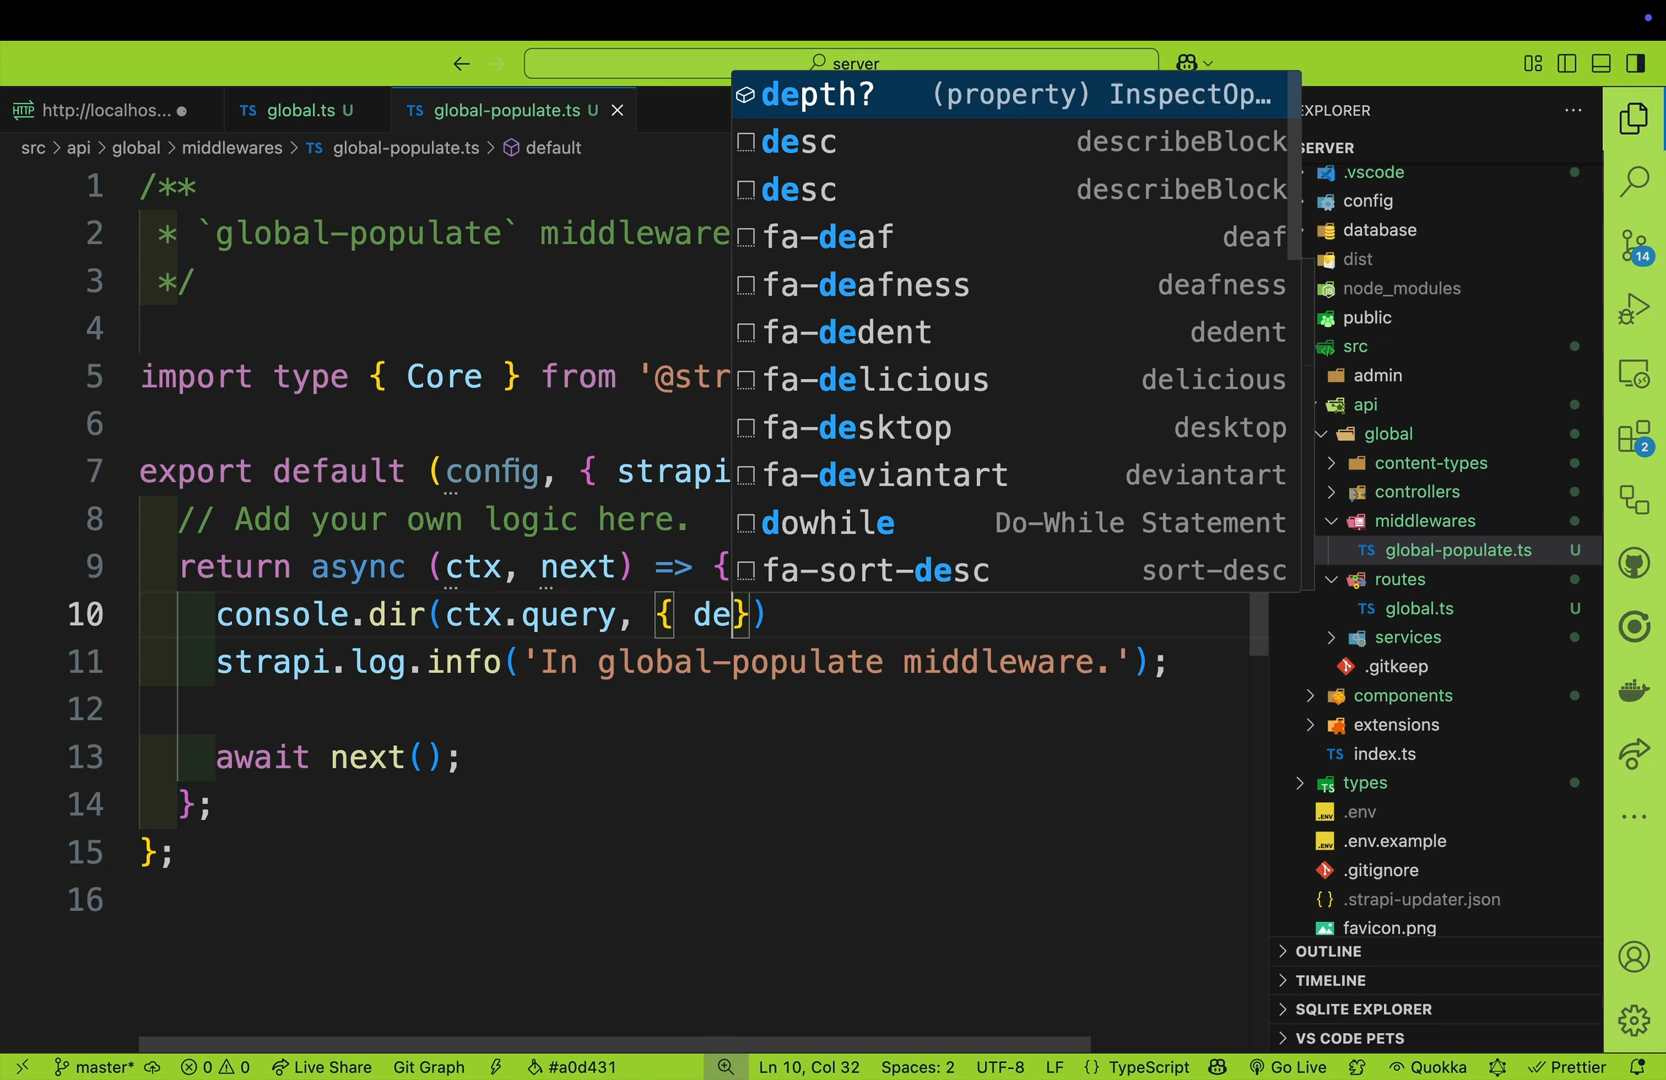 server
http://localhos...
TS global.ts U
TS global-populate.ts U
src > api > global > middlewares > TS global-populate.ts > default
1 /**
2 * `global-populate` middleware
3 */
4
5 import type { Core } from '@str
6
7 export default (config, { strapi
8 // Add your own logic here.
9 return async (ctx, next) => {
10 console.dir(ctx.query, { de})
11 strapi.log.info('In global-populate middleware.');
12
13 await next();
14 };
15 };
16
depth? (property) InspectOp...
desc describeBlock
desc describeBlock
fa-deaf deaf
fa-deafness deafness
fa-dedent dedent
fa-delicious delicious
fa-desktop desktop
fa-deviantart deviantart
dowhile Do-While Statement
fa-sort-desc sort-desc
EXPLORER ...
SERVER
.vscode
config
database
dist
node_modules
public
src
admin
api
global
content-types
controllers
middlewares
TS global-populate.ts U
routes
TS global.ts U
services
.gitkeep
components
extensions
TS index.ts
types
.env
.env.example
.gitignore
{ } .strapi-updater.json
favicon.png
OUTLINE
TIMELINE
SQLITE EXPLORER
VS CODE PETS
14
2
master* 0 0 Live Share Git Graph #a0d431 Ln 10, Col 32 Spaces: 2 UTF-8 LF { } TypeScript Go Live Quokka Prettier